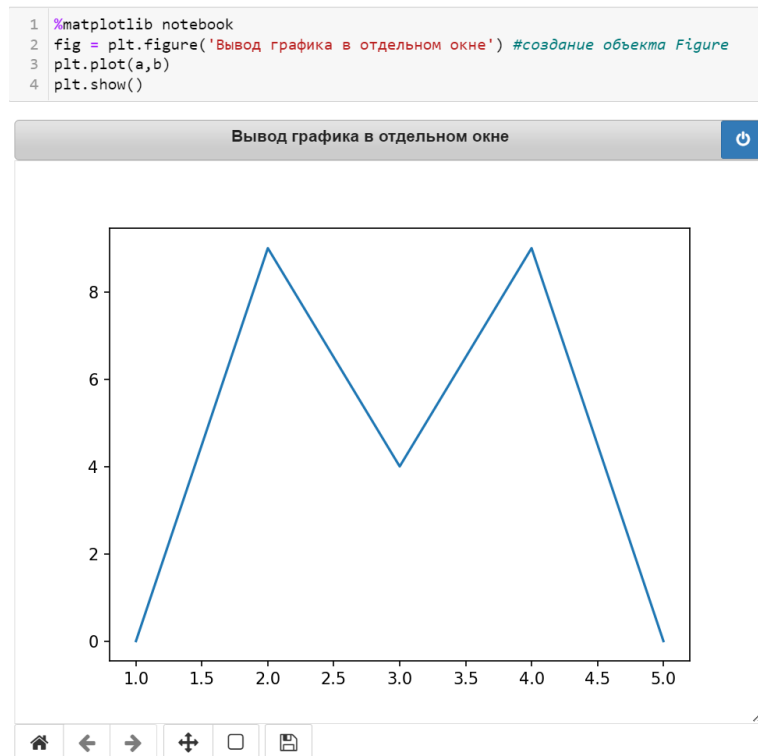 1 %matplotlib notebook
2 fig = plt.figure('Вывод графика в отдельном окне') #создание объекта Figure
3 plt.plot(a,b)
4 plt.show()
Вывод графика в отдельном окне
8
6
4
2
0
1.0 1.5 2.0 2.5 3.0 3.5 4.0 4.5 5.0